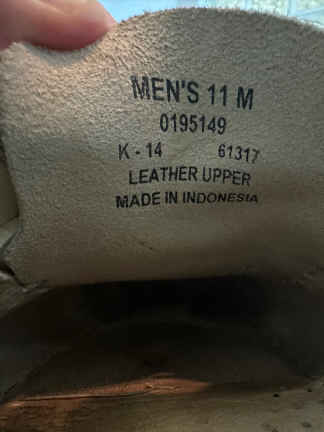 MEN'S 11 M
0195149
K - 14 61317
LEATHER UPPER
MADE IN INDONESIA